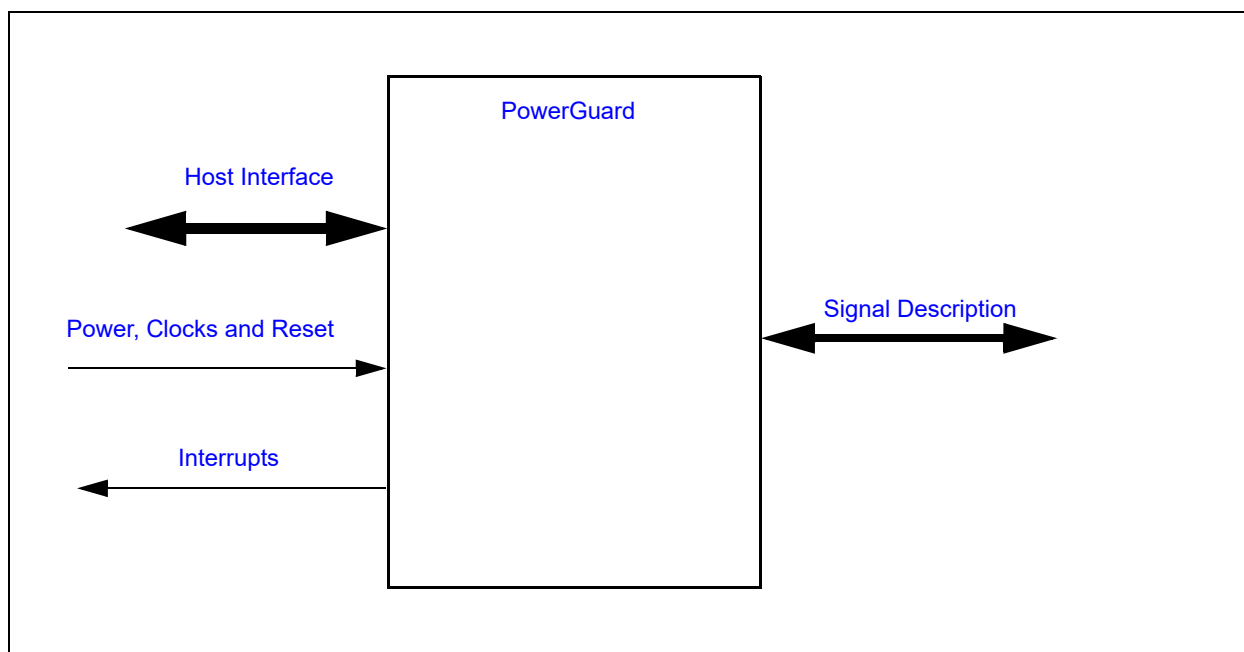 PowerGuard
Host Interface
Signal Description
Power, Clocks and Reset
Interrupts